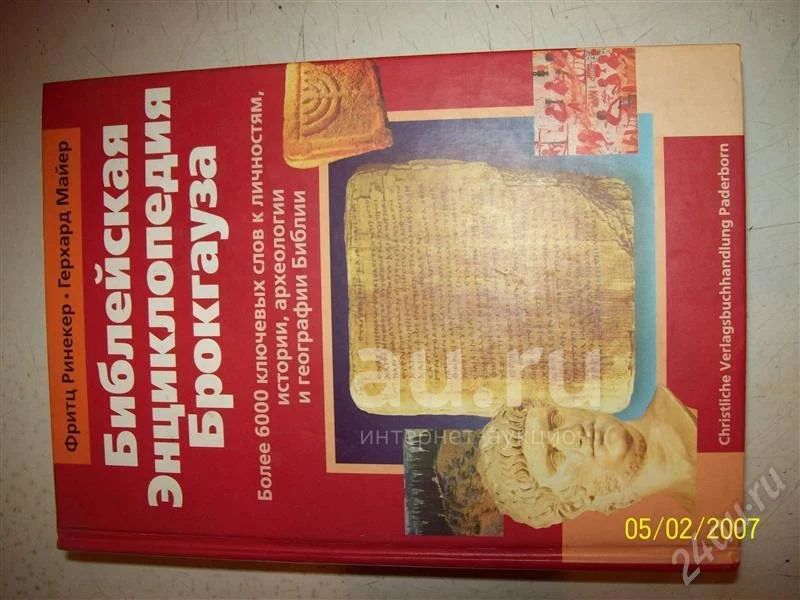 Фритц Ринекер · Герхард Майер
Библейская
Энциклопедия
Брокгауза
Более 6000 ключевых слов к личностям,
истории, археологии
и географии Библии
Christliche Verlagsbuchhandlung Paderborn
au.ru
интернет-аукцион
05/02/2007
24au.ru